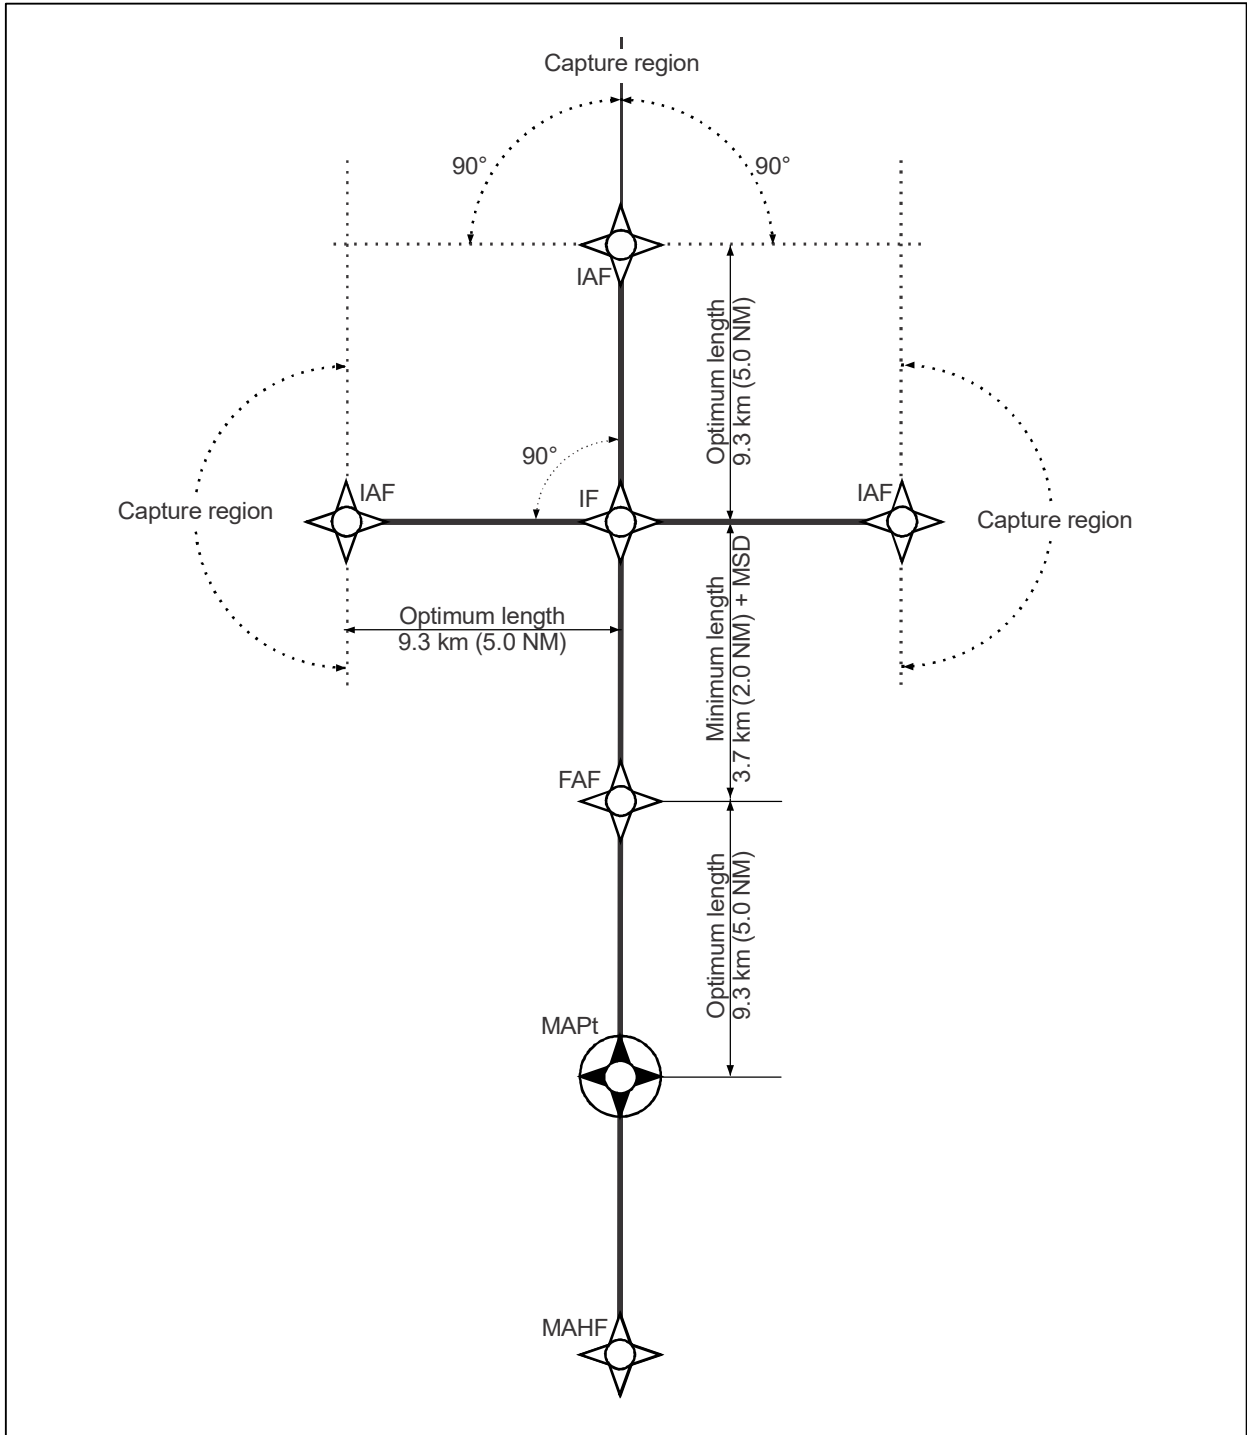 Capture region
90°
90°
IAF
Optimum length
9.3 km (5.0 NM)
90°
IAF
IF
IAF
Capture region
Capture region
Optimum length
9.3 km (5.0 NM)
Minimum length
3.7 km (2.0 NM) + MSD
FAF
Optimum length
9.3 km (5.0 NM)
MAPt
MAHF